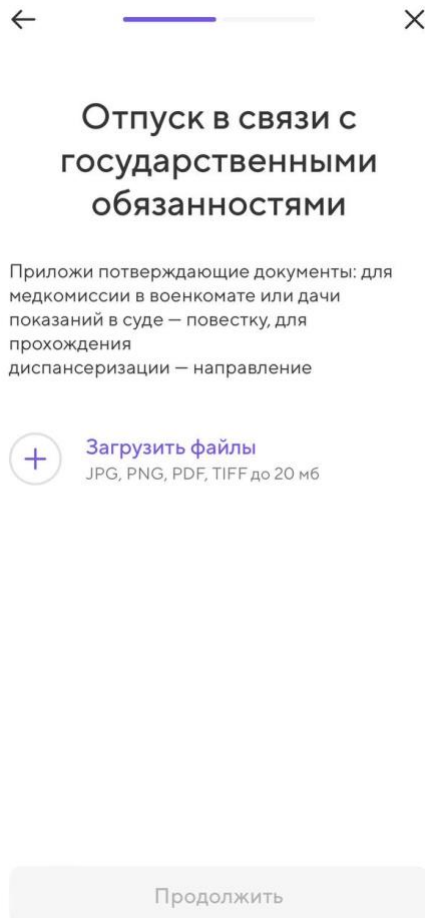 Отпуск в связи с
государственными
обязанностями
Приложи потверждающие документы: для
медкомиссии в военкомате или дачи
показаний в суде — повестку, для
прохождения
диспансеризации — направление
Загрузить файлы
JPG, PNG, PDF, TIFF до 20 мб
Продолжить